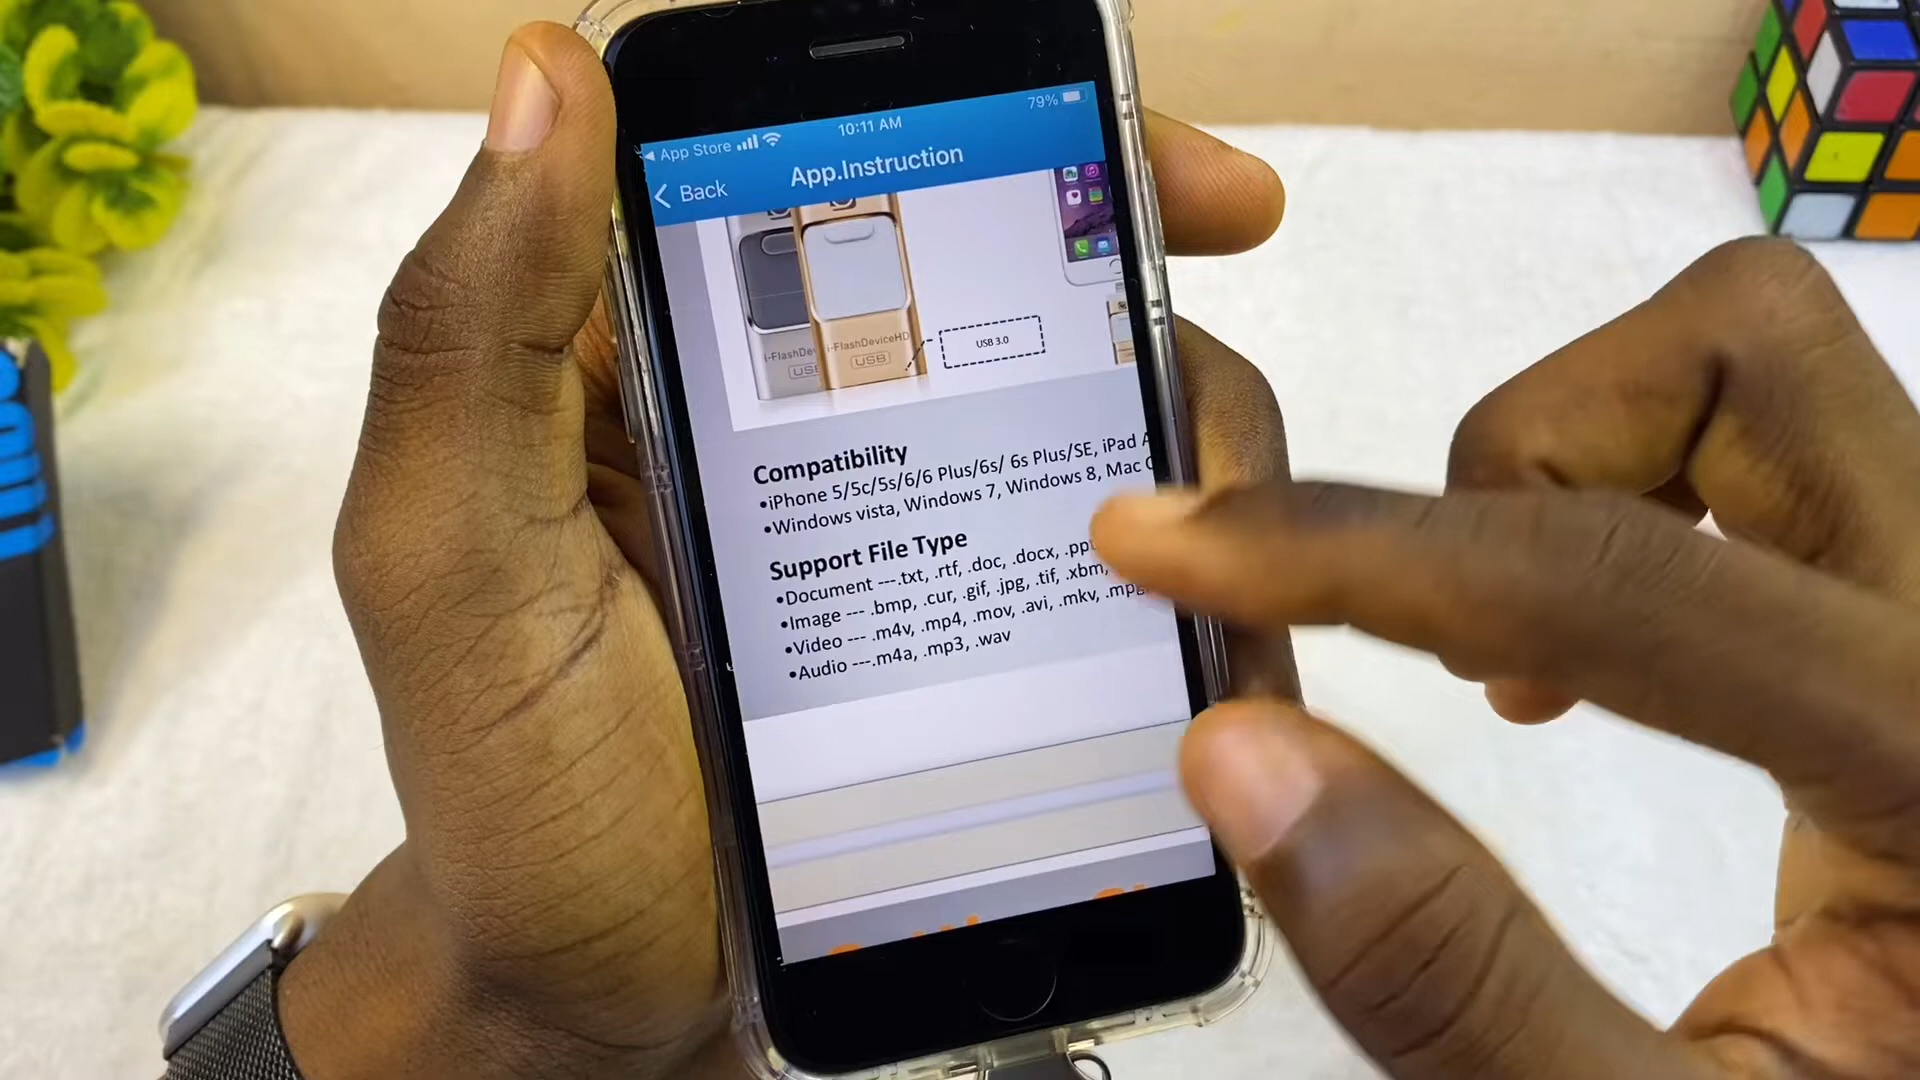 App Store
10:11 AM
79%
Back
App.Instruction
i-FlashDeviceHD
USB
USB 3.0
Compatibility
•iPhone 5/5c/5s/6/6 Plus/6s/ 6s Plus/SE, iPad
•Windows vista, Windows 7, Windows 8, Mac
Support File Type
•Document ---.txt, .rtf, .doc, .docx,
•Image --- .bmp, .cur, .gif, .jpg, .tif, .xbm,
•Video --- .m4v, .mp4, .mov, .avi, .mkv,
•Audio ---.m4a, .mp3, .wav